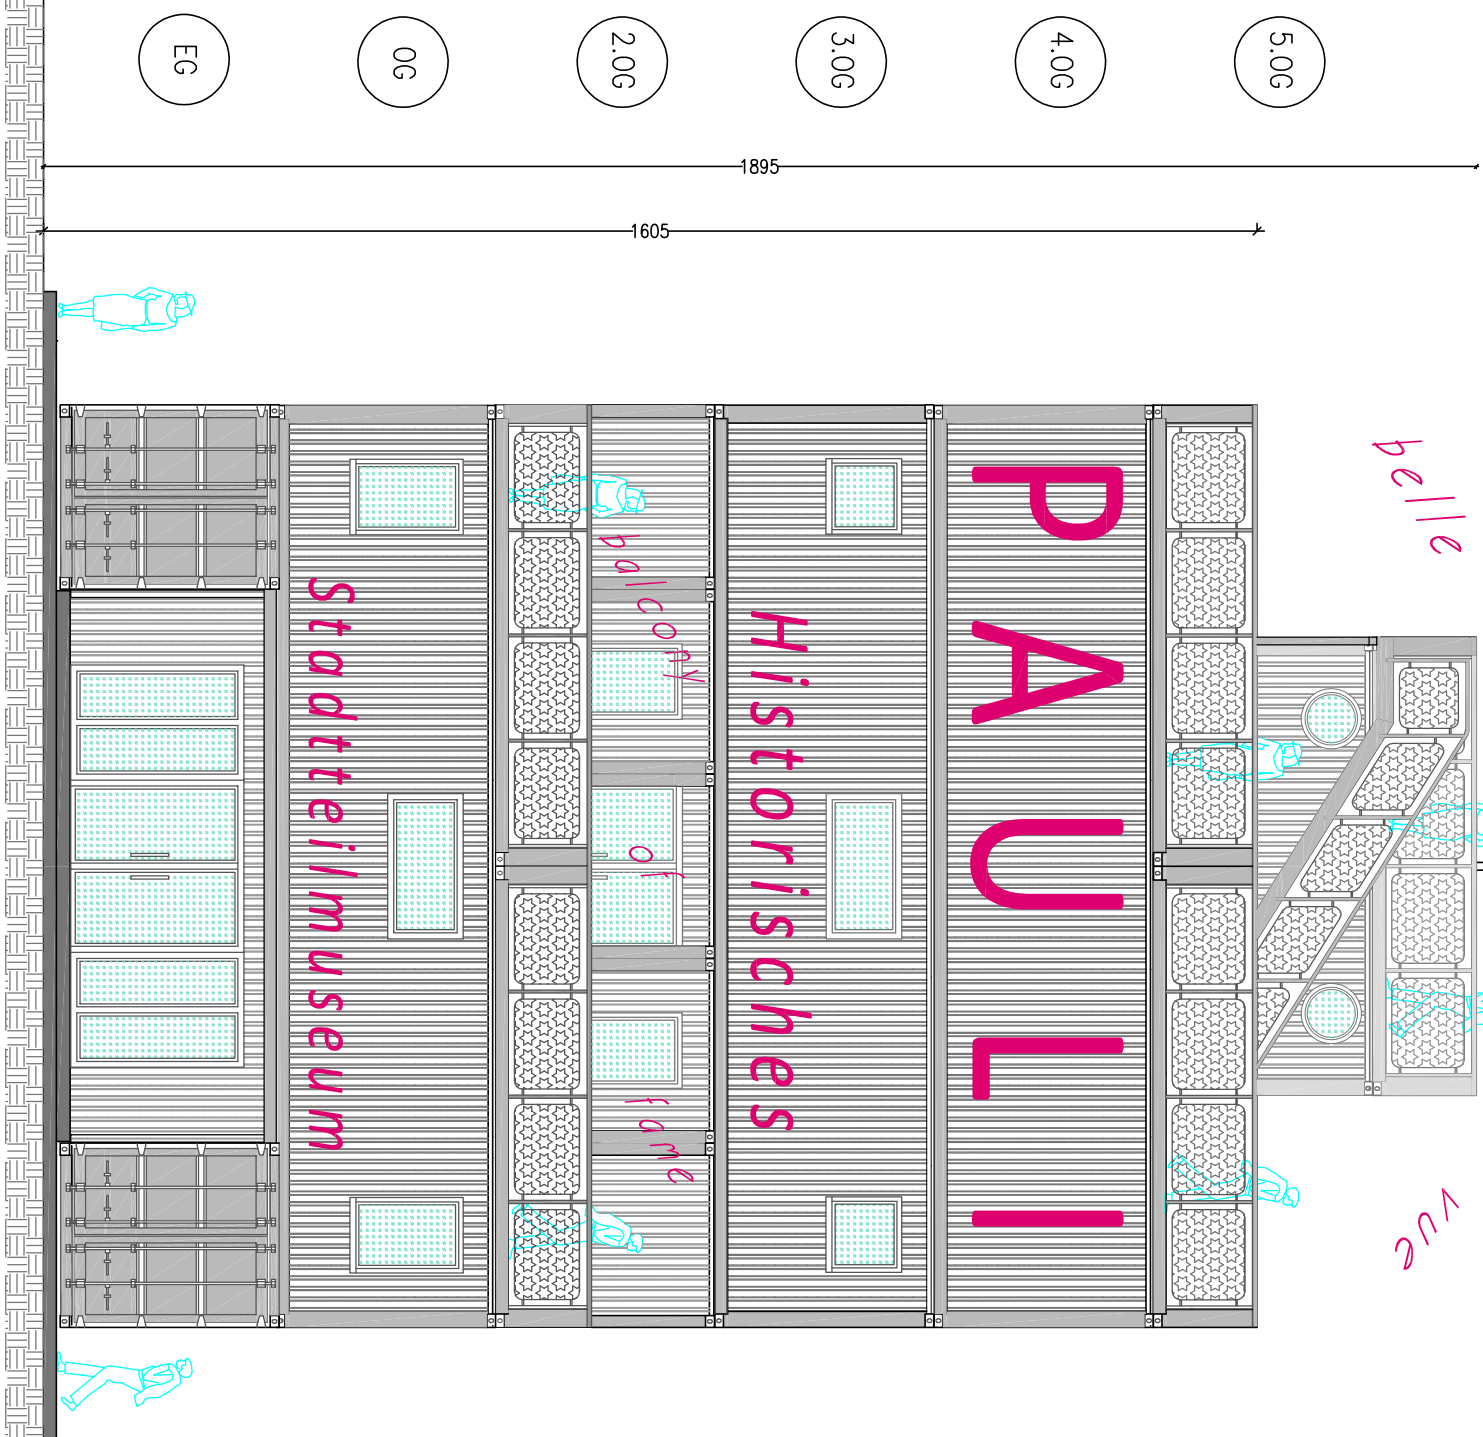 5.OG
4.OG
3.OG
2.OG
OG
EG
1895
1605
belle vue
PAULI
Historisches
balcony of fame
Stadtteilmuseum